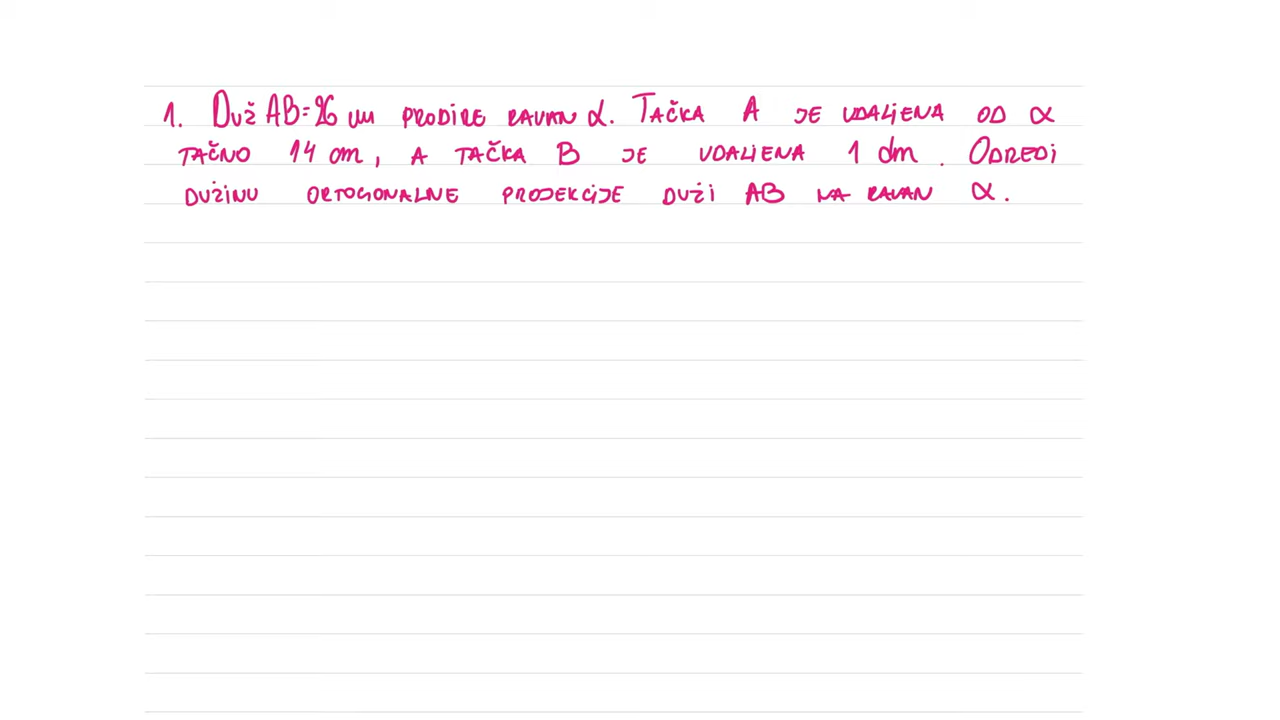 1. DUŽ AB=26 cm PRODIRE RAVAN α. TAČKA A JE UDALJENA OD α
TAČNO 14 cm, A TAČKA B JE UDALJENA 1 dm. ODREDI
DUŽINU ORTOGONALNE PROJEKCIJE DUŽI AB NA RAVAN α.